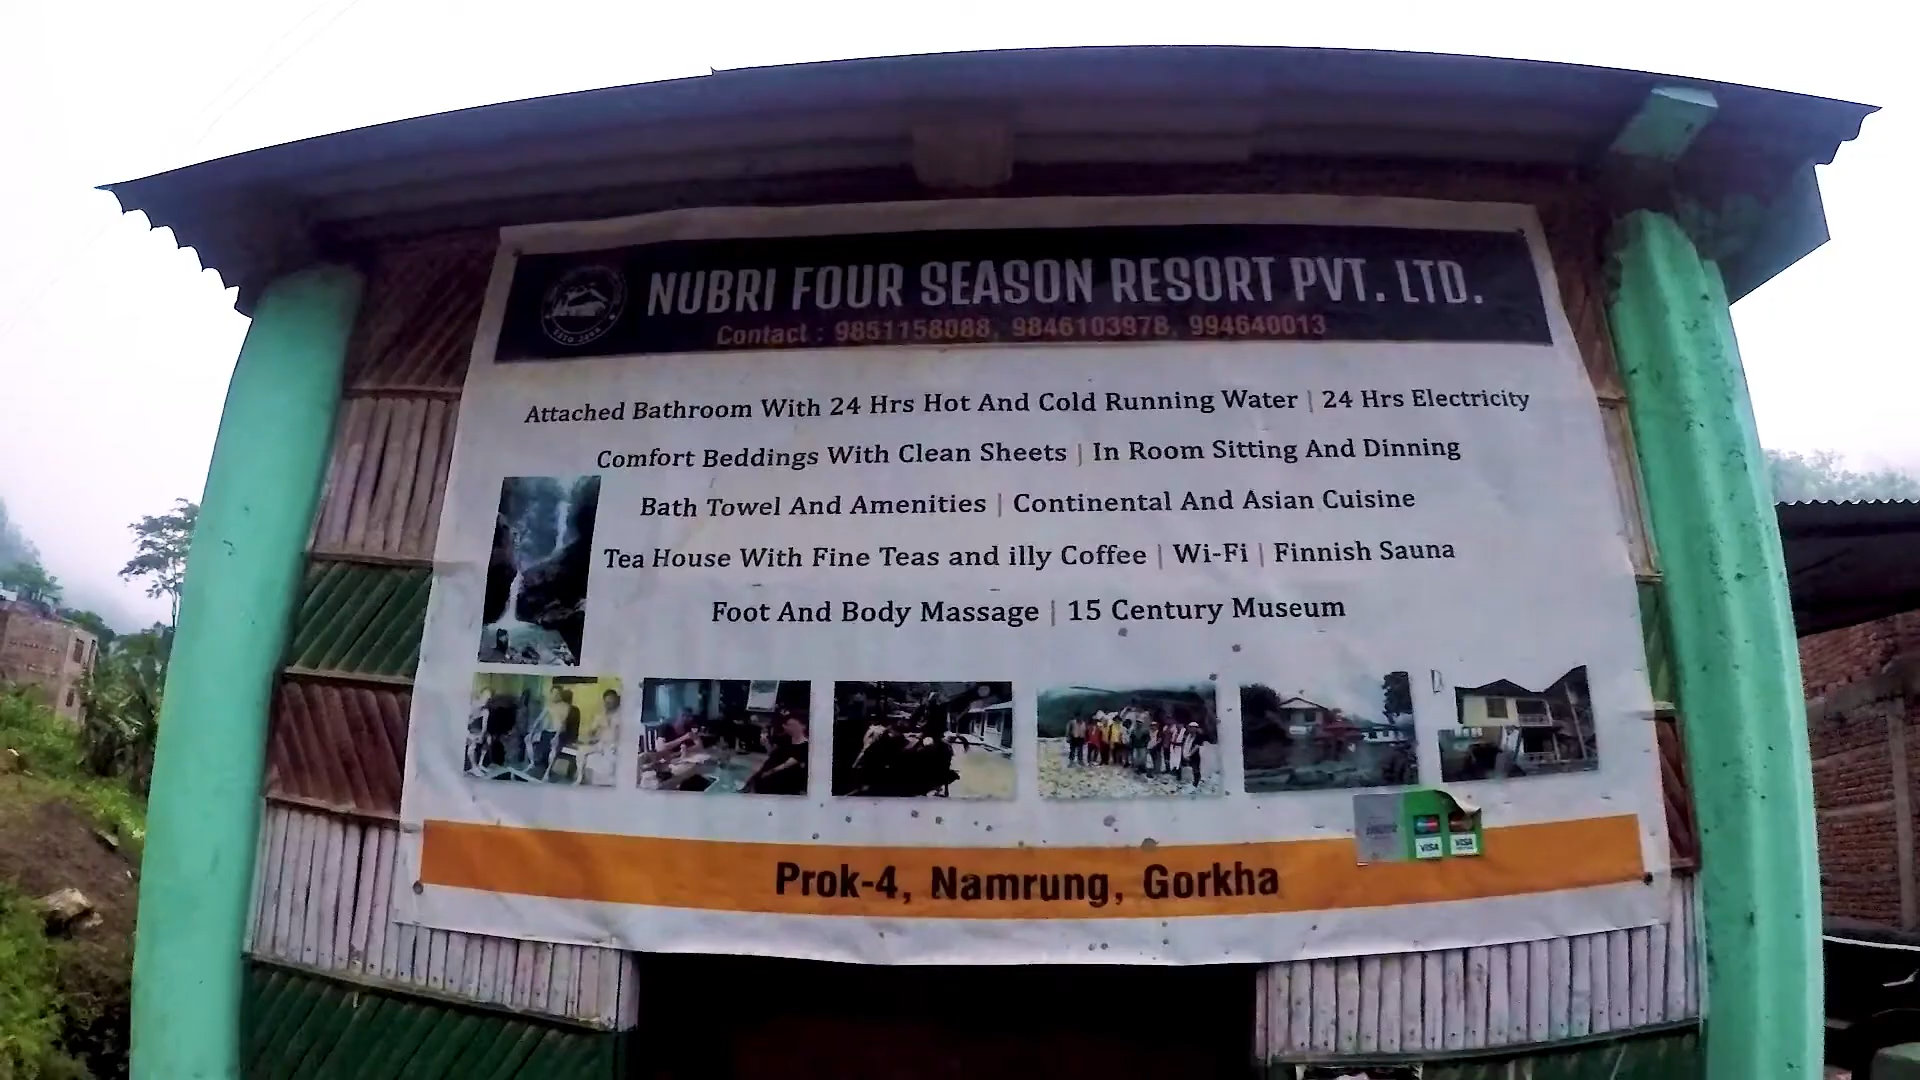 NUBRI FOUR SEASON RESORT PVT. LTD.
Contact : 9851158088, 9846103978, 994640013
Attached Bathroom With 24 Hrs Hot And Cold Running Water | 24 Hrs Electricity
Comfort Beddings With Clean Sheets | In Room Sitting And Dinning
Bath Towel And Amenities | Continental And Asian Cuisine
Tea House With Fine Teas and illy Coffee | Wi-Fi | Finnish Sauna
Foot And Body Massage | 15 Century Museum
VISA VISA
Prok-4, Namrung, Gorkha